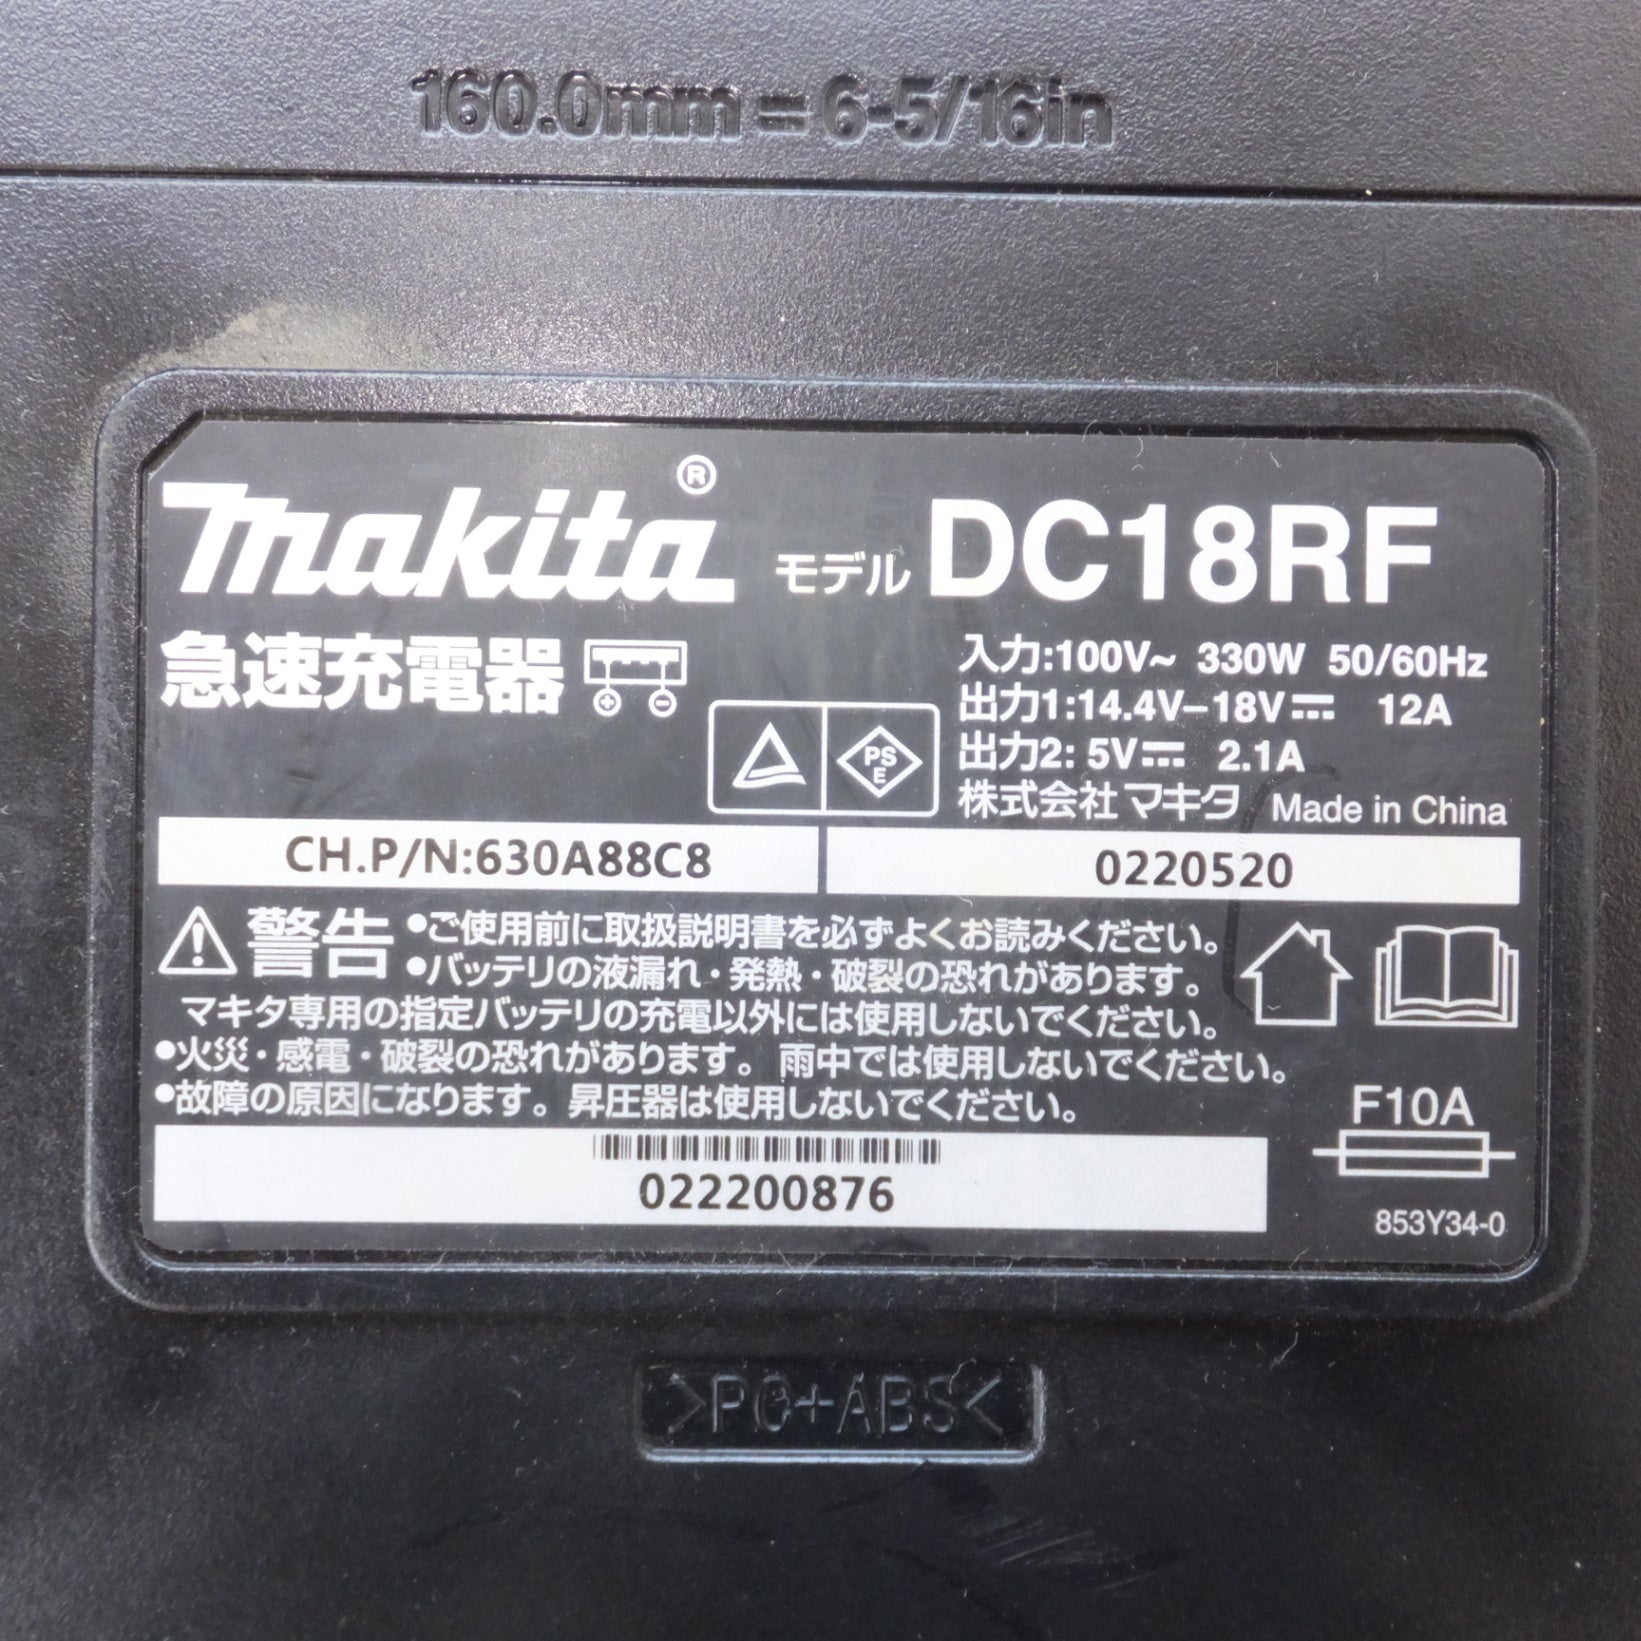 160.0mm = 6-5/16in
makita® モデル DC18RF
急速充電器
入力:100V~ 330W 50/60Hz
出力1:14.4V–18V⎓ 12A
出力2: 5V⎓ 2.1A
PS
E
株式会社マキタ Made in China
CH.P/N:630A88C8
0220520
警告 •ご使用前に取扱説明書を必ずよくお読みください。
•バッテリの液漏れ・発熱・破裂の恐れがあります。
マキタ専用の指定バッテリの充電以外には使用しないでください。
•火災・感電・破裂の恐れがあります。雨中では使用しないでください。
•故障の原因になります。昇圧器は使用しないでください。
F10A
022200876
853Y34-0
>PC+ABS<